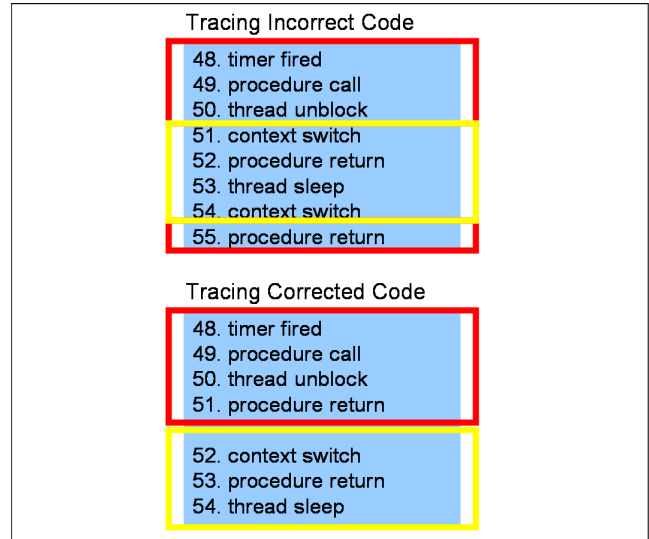 Tracing Incorrect Code
48. timer fired
49. procedure call
50. thread unblock
51. context switch
52. procedure return
53. thread sleep
54. context switch
55. procedure return
Tracing Corrected Code
48. timer fired
49. procedure call
50. thread unblock
51. procedure return
52. context switch
53. procedure return
54. thread sleep